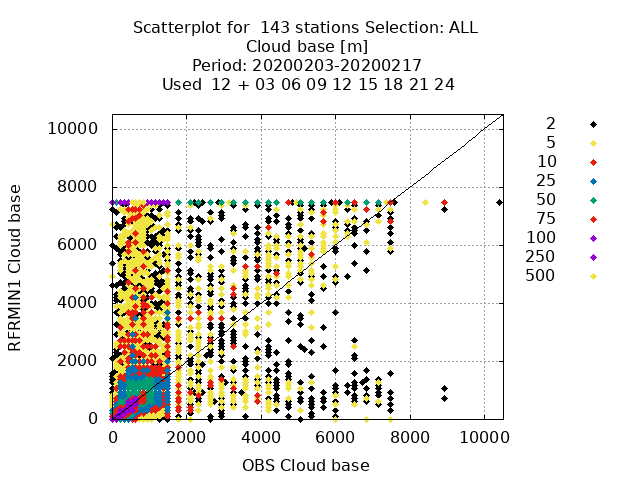 Scatterplot for  143 stations Selection: ALL
Cloud base [m]
Period: 20200203-20200217
Used  12 + 03 06 09 12 15 18 21 24
RFRMIN1 Cloud base
10000
8000
6000
4000
2000
0
0 2000 4000 6000 8000 10000
OBS Cloud base
2
5
10
25
50
75
100
250
500